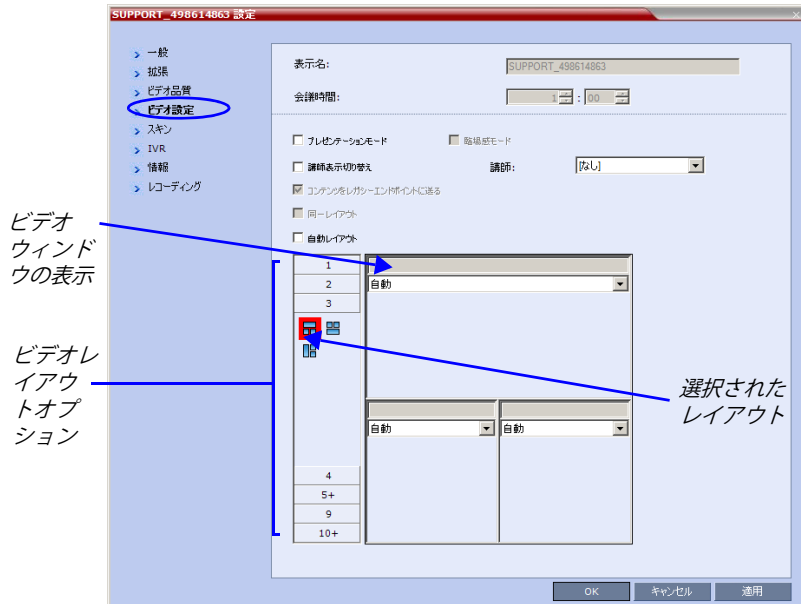 SUPPORT_498614863 設定
一般
拡張
ビデオ品質
ビデオ設定
スキン
IVR
情報
レコーディング
表示名:
SUPPORT_498614863
会議時間:
1 : 00
プレゼンテーションモード
臨場感モード
講師表示切り替え
講師:
[なし]
コンテンツをレガシーエンドポイントに送る
同一レイアウト
自動レイアウト
1
2
3
4
5+
9
10+
自動
自動
自動
ビデオ
ウィンド
ウの表示
ビデオレ
イアウ
トオプ
ション
選択された
レイアウト
OK
キャンセル
適用